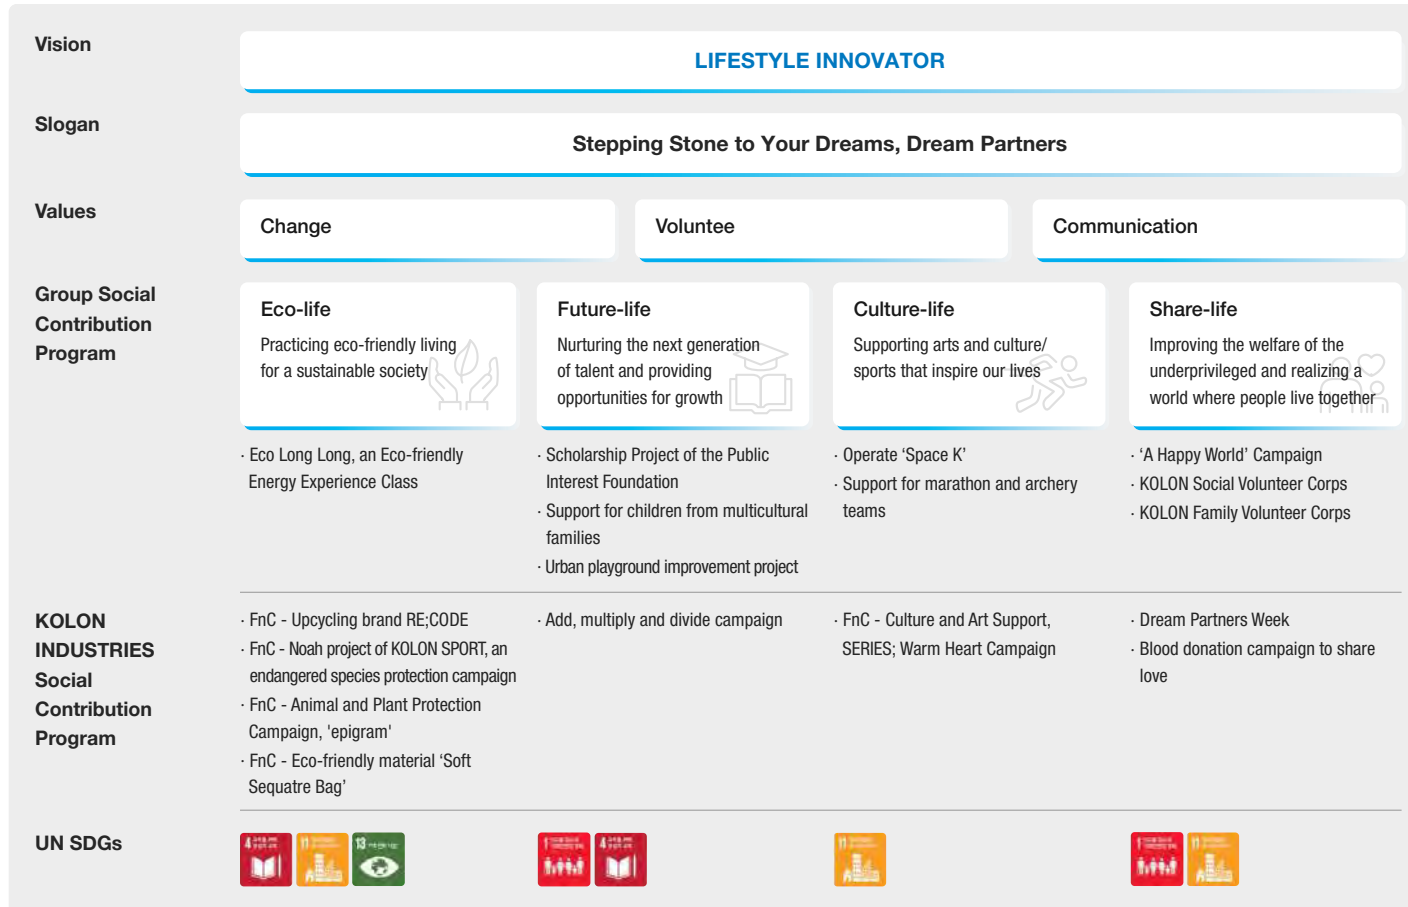 Vision
LIFESTYLE INNOVATOR
Slogan
Stepping Stone to Your Dreams, Dream Partners
Values
Change
Voluntee
Communication
Group Social
Contribution
Program
Eco-life
Practicing eco-friendly living
for a sustainable society
Future-life
Nurturing the next generation
of talent and providing
opportunities for growth
Culture-life
Supporting arts and culture/
sports that inspire our lives
Share-life
Improving the welfare of the
underprivileged and realizing a
world where people live together
· Eco Long Long, an Eco-friendly
Energy Experience Class
· Scholarship Project of the Public
Interest Foundation
· Support for children from multicultural
families
· Urban playground improvement project
· Operate ‘Space K’
· Support for marathon and archery
teams
· ‘A Happy World’ Campaign
· KOLON Social Volunteer Corps
· KOLON Family Volunteer Corps
KOLON
INDUSTRIES
Social
Contribution
Program
· FnC - Upcycling brand RE;CODE
· FnC - Noah project of KOLON SPORT, an
endangered species protection campaign
· FnC - Animal and Plant Protection
Campaign, 'epigram'
· FnC - Eco-friendly material ‘Soft
Sequatre Bag’
· Add, multiply and divide campaign
· FnC - Culture and Art Support,
SERIES; Warm Heart Campaign
· Dream Partners Week
· Blood donation campaign to share
love
UN SDGs
4
11
13
1
4
11
1
11